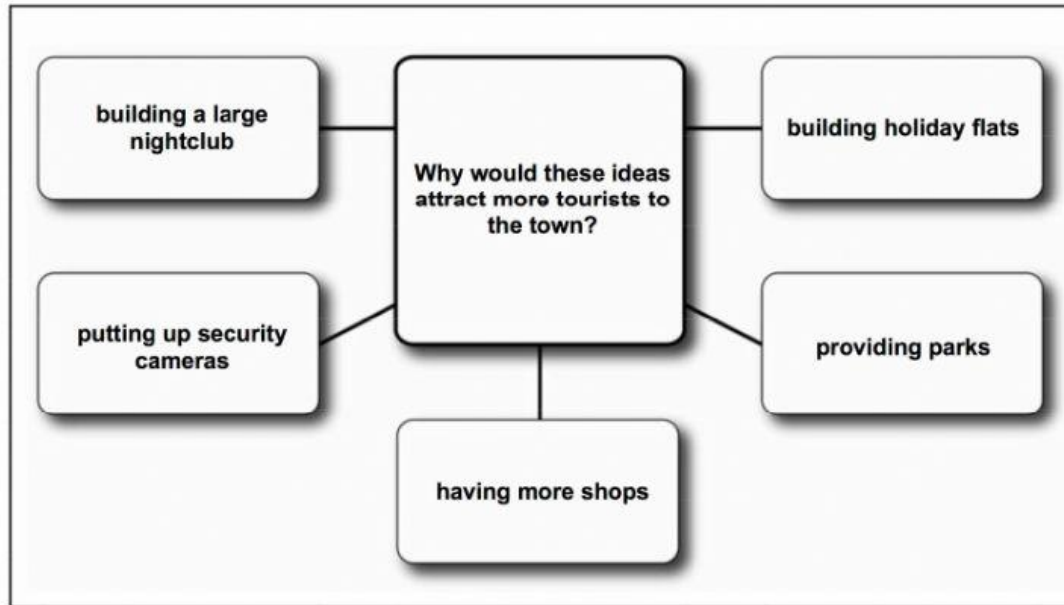 building a large
nightclub
Why would these ideas
attract more tourists to
the town?
building holiday flats
putting up security
cameras
providing parks
having more shops